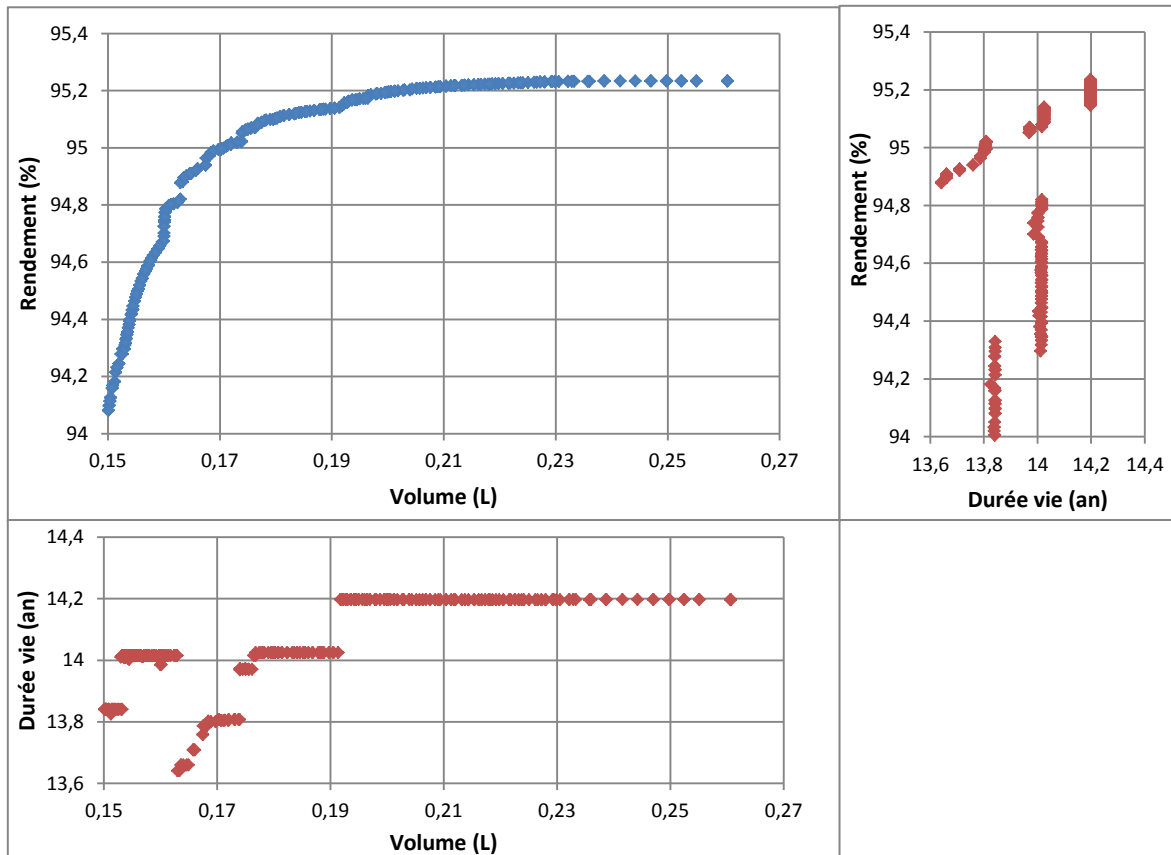 95,4
95,2
95
94,8
94,6
94,4
94,2
94
Rendement (%)
0,15 0,17 0,19 0,21 0,23 0,25 0,27
Volume (L)
95,4
95,2
95
94,8
94,6
94,4
94,2
94
Rendement (%)
13,6 13,8 14 14,2 14,4
Durée vie (an)
14,4
14,2
14
13,8
13,6
Durée vie (an)
0,15 0,17 0,19 0,21 0,23 0,25 0,27
Volume (L)